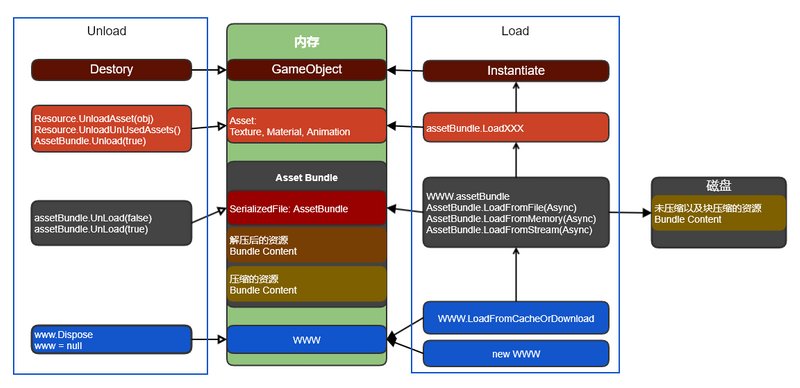 Unload
内存
Load
Destory
GameObject
Instantiate
Resource.UnloadAsset(obj)
Resource.UnloadUnUsedAssets()
AssetBundle.Unload(true)
Asset:
Texture, Material, Animation
assetBundle.LoadXXX
Asset Bundle
磁盘
assetBundle.UnLoad(false)
assetBundle.UnLoad(true)
SerializedFile: AssetBundle
WWW.assetBundle
AssetBundle.LoadFromFile(Async)
AssetBundle.LoadFromMemory(Async)
AssetBundle.LoadFromStream(Async)
未压缩以及块压缩的资源
Bundle Content
解压后的资源
Bundle Content
压缩的资源
Bundle Content
www.Dispose
www = null
WWW
WWW.LoadFromCacheOrDownload
new WWW